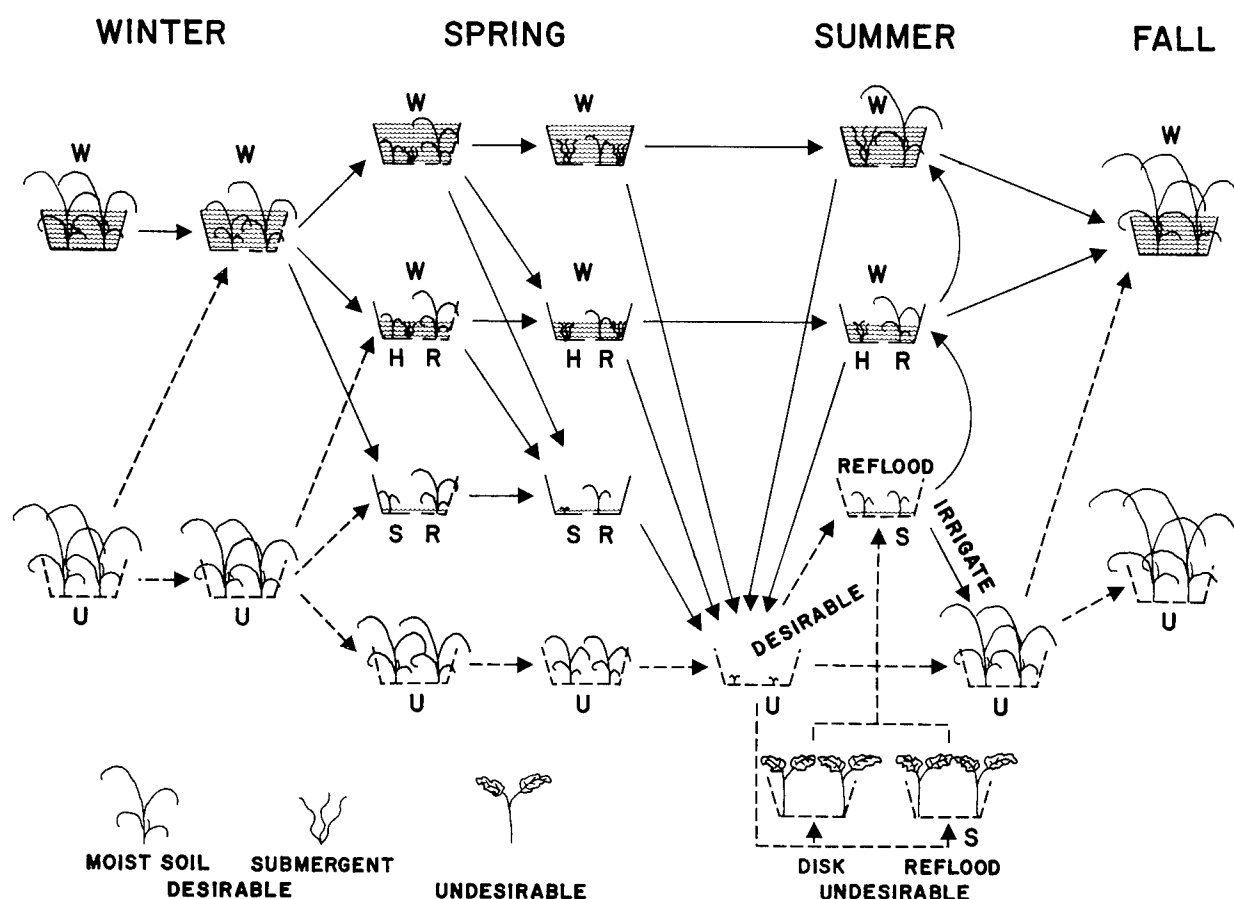 WINTER SPRING SUMMER FALL
W W W W
W W
W W W
H R H R H R
REFLOOD
S R S R S
IRRIGATE
DESIRABLE
U U U
U U U U
MOIST SOIL SUBMERGENT
DESIRABLE
UNDESIRABLE
S
DISK REFLOOD
UNDESIRABLE